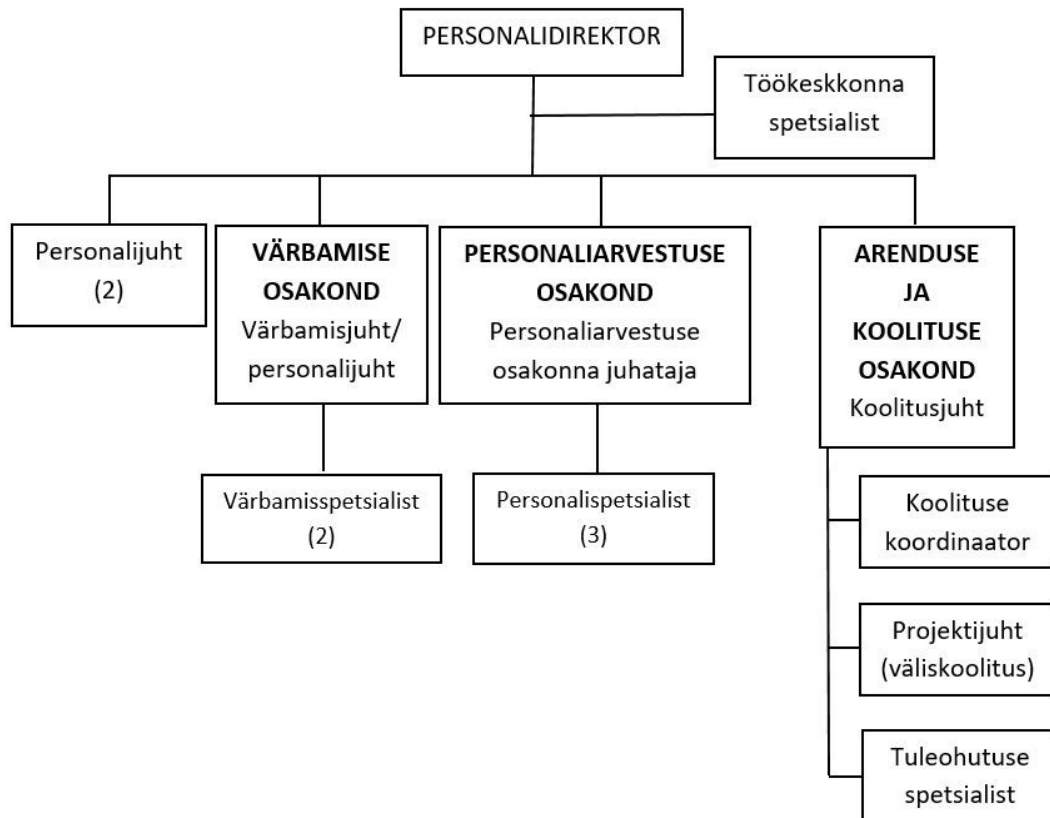 PERSONALIDIREKTOR
Töökeskkonna
spetsialist
Personalijuht
(2)
VÄRBAMISE
OSAKOND
Värbamisjuht/
personalijuht
PERSONALIARVESTUSE
OSAKOND
Personaliarvestuse
osakonna juhataja
ARENDUSE
JA
KOOLITUSE
OSAKOND
Koolitusjuht
Värbamisspetsialist
(2)
Personalispetsialist
(3)
Koolituse
koordinaator
Projektijuht
(väliskoolitus)
Tuleohutuse
spetsialist